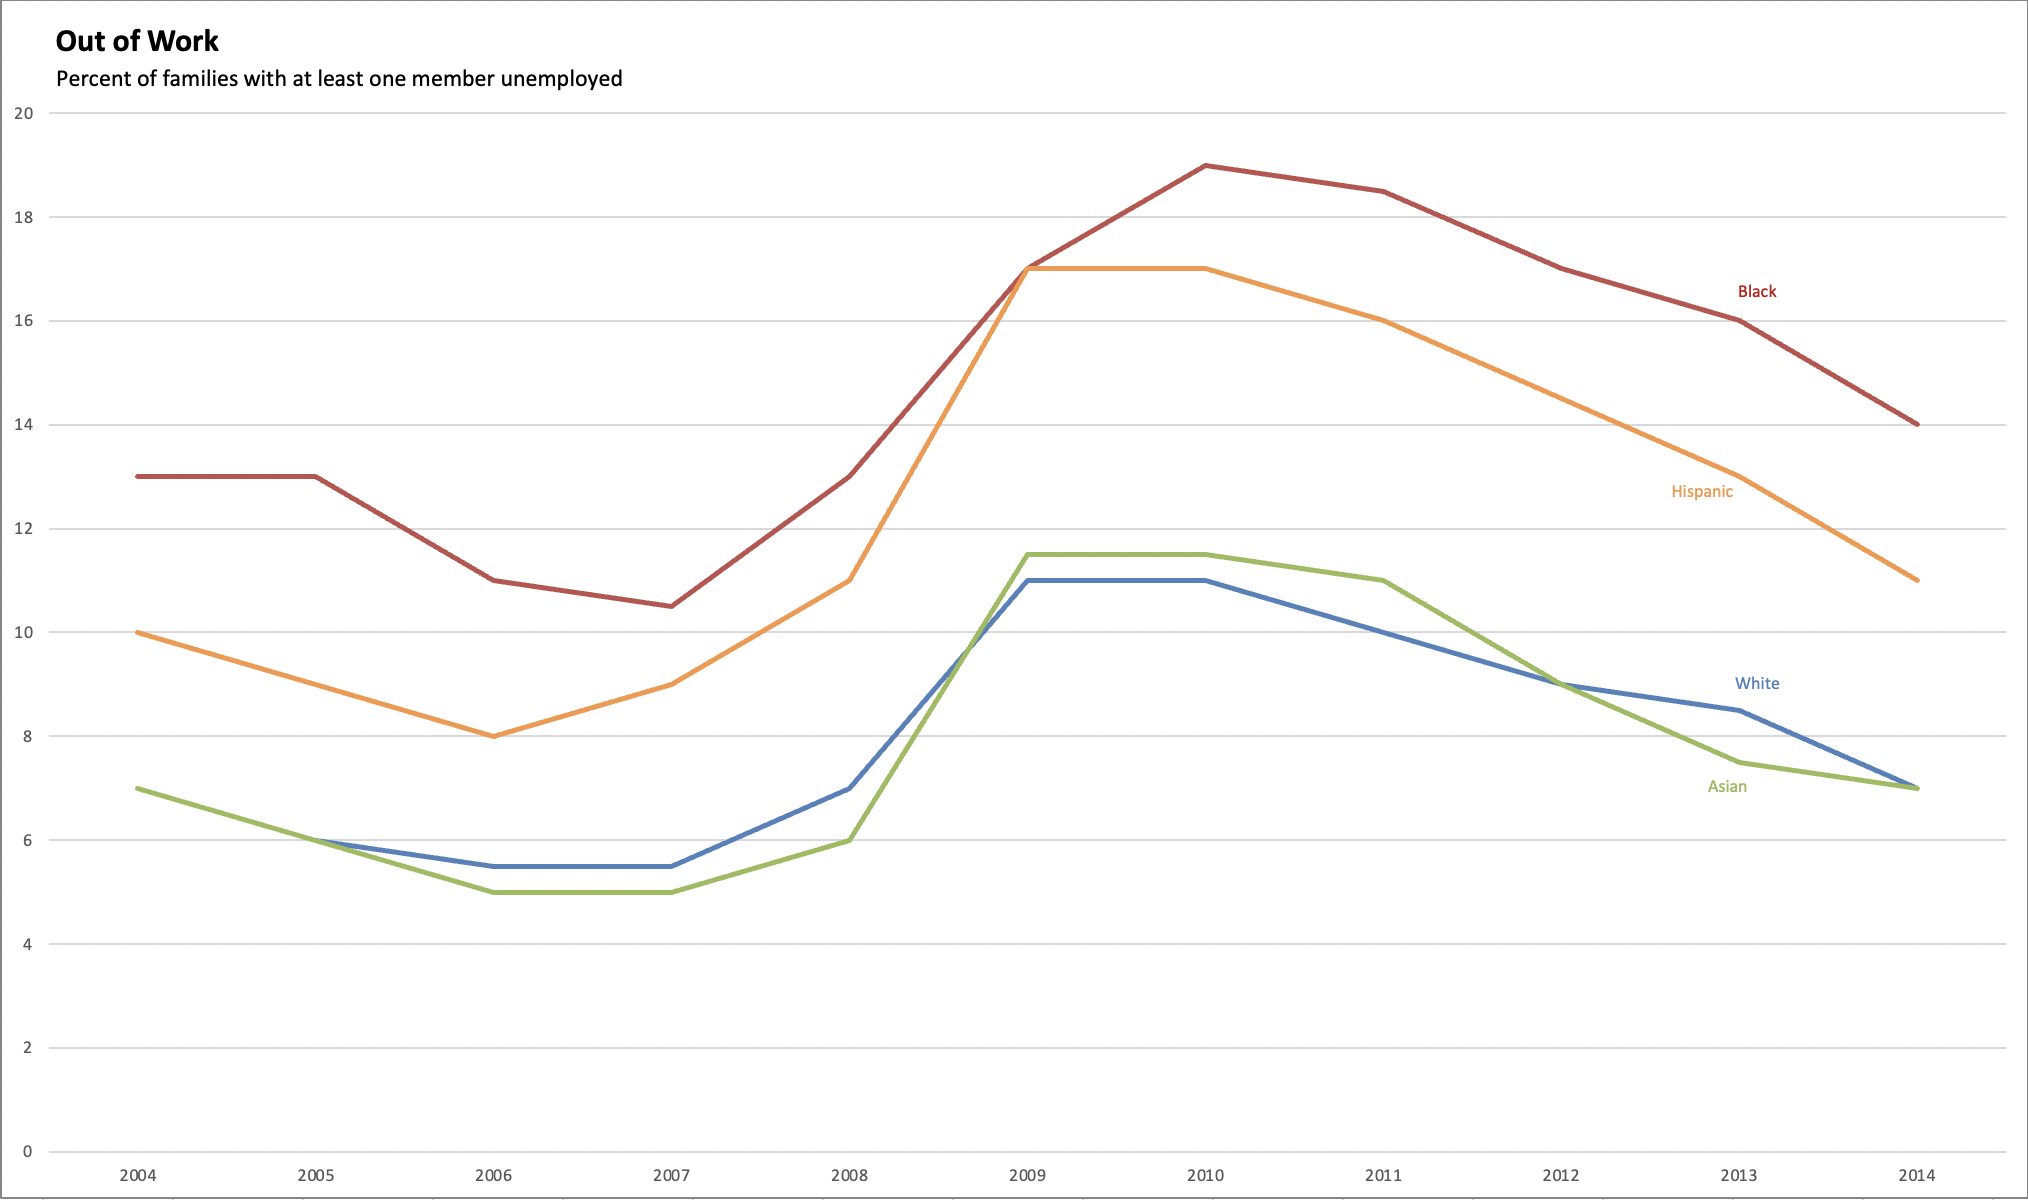 Out of Work
Percent of families with at least one member unemployed
20
18
16
14
12
10
8
6
4
2
0
Black
Hispanic
White
Asian
2004 2005 2006 2007 2008 2009 2010 2011 2012 2013 2014